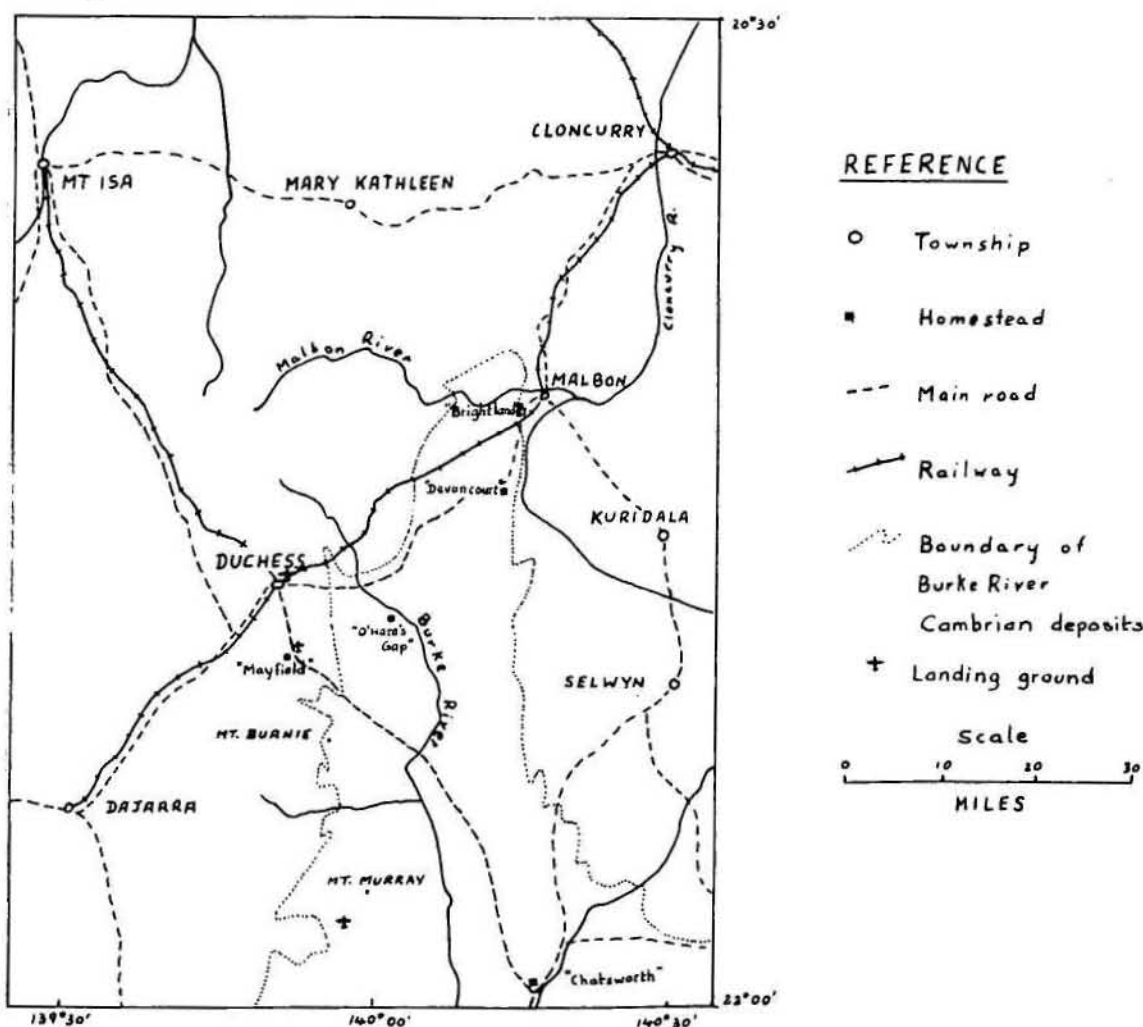 20°30'
CLONCURRY
MT ISA
MARY KATHLEEN
Cloncurry R.
Malbon River
MALBON
"Brightlands"
"Devoncourt"
KURIDALA
DUCHESS
"O'Hara's
Gap"
Burke
River
"Mayfield"
SELWYN
MT. BURNIE
DAJARRA
MT. MURRAY
"Chatsworth"
23°00'
139°30'
140°00'
140°30'
REFERENCE
Township
Homestead
Main road
Railway
Boundary of
Burke River
Cambrian deposits
Landing ground
Scale
0 10 20 30
MILES